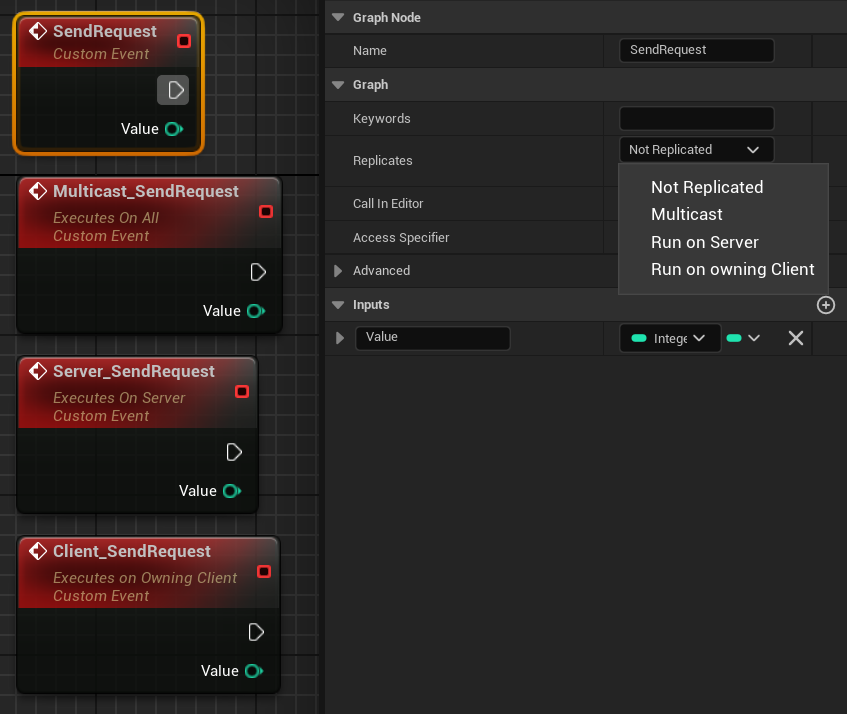 SendRequest
Custom Event
Value
Multicast_SendRequest
Executes On All
Custom Event
Value
Server_SendRequest
Executes On Server
Custom Event
Value
Client_SendRequest
Executes on Owning Client
Custom Event
Value
Graph Node
Name
SendRequest
Graph
Keywords
Replicates
Not Replicated
Not Replicated
Multicast
Run on Server
Run on owning Client
Call In Editor
Access Specifier
Advanced
Inputs
Value
Intege